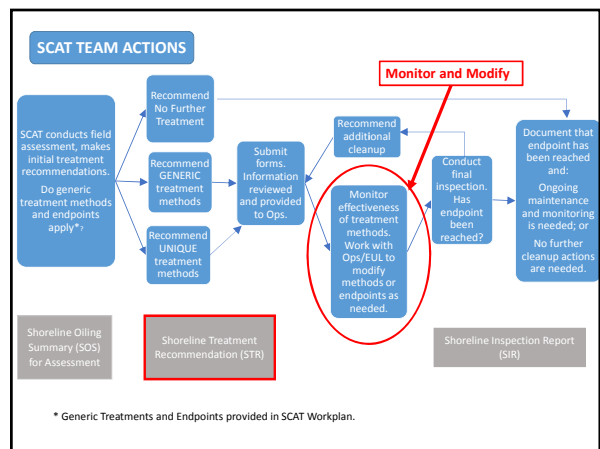 SCAT TEAM ACTIONS
Monitor and Modify
SCAT conducts field
assessment, makes
initial treatment
recommendations.
Do generic
treatment methods
and endpoints
apply*?
Recommend
No Further
Treatment
Recommend
GENERIC
treatment
methods
Recommend
UNIQUE
treatment
methods
Submit
forms.
Information
reviewed
and provided
to Ops.
Recommend
additional
cleanup
Monitor
effectiveness
of treatment
methods.
Work with
Ops/EUL to
modify
methods or
endpoints as
needed.
Conduct
final
inspection.
Has
endpoint
been
reached?
Document that
endpoint has
been reached
and:
Ongoing
maintenance
and monitoring
is needed; or
No further
cleanup actions
are needed.
Shoreline Oiling
Summary (SOS)
for Assessment
Shoreline Treatment
Recommendation (STR)
Shoreline Inspection Report
(SIR)
* Generic Treatments and Endpoints provided in SCAT Workplan.